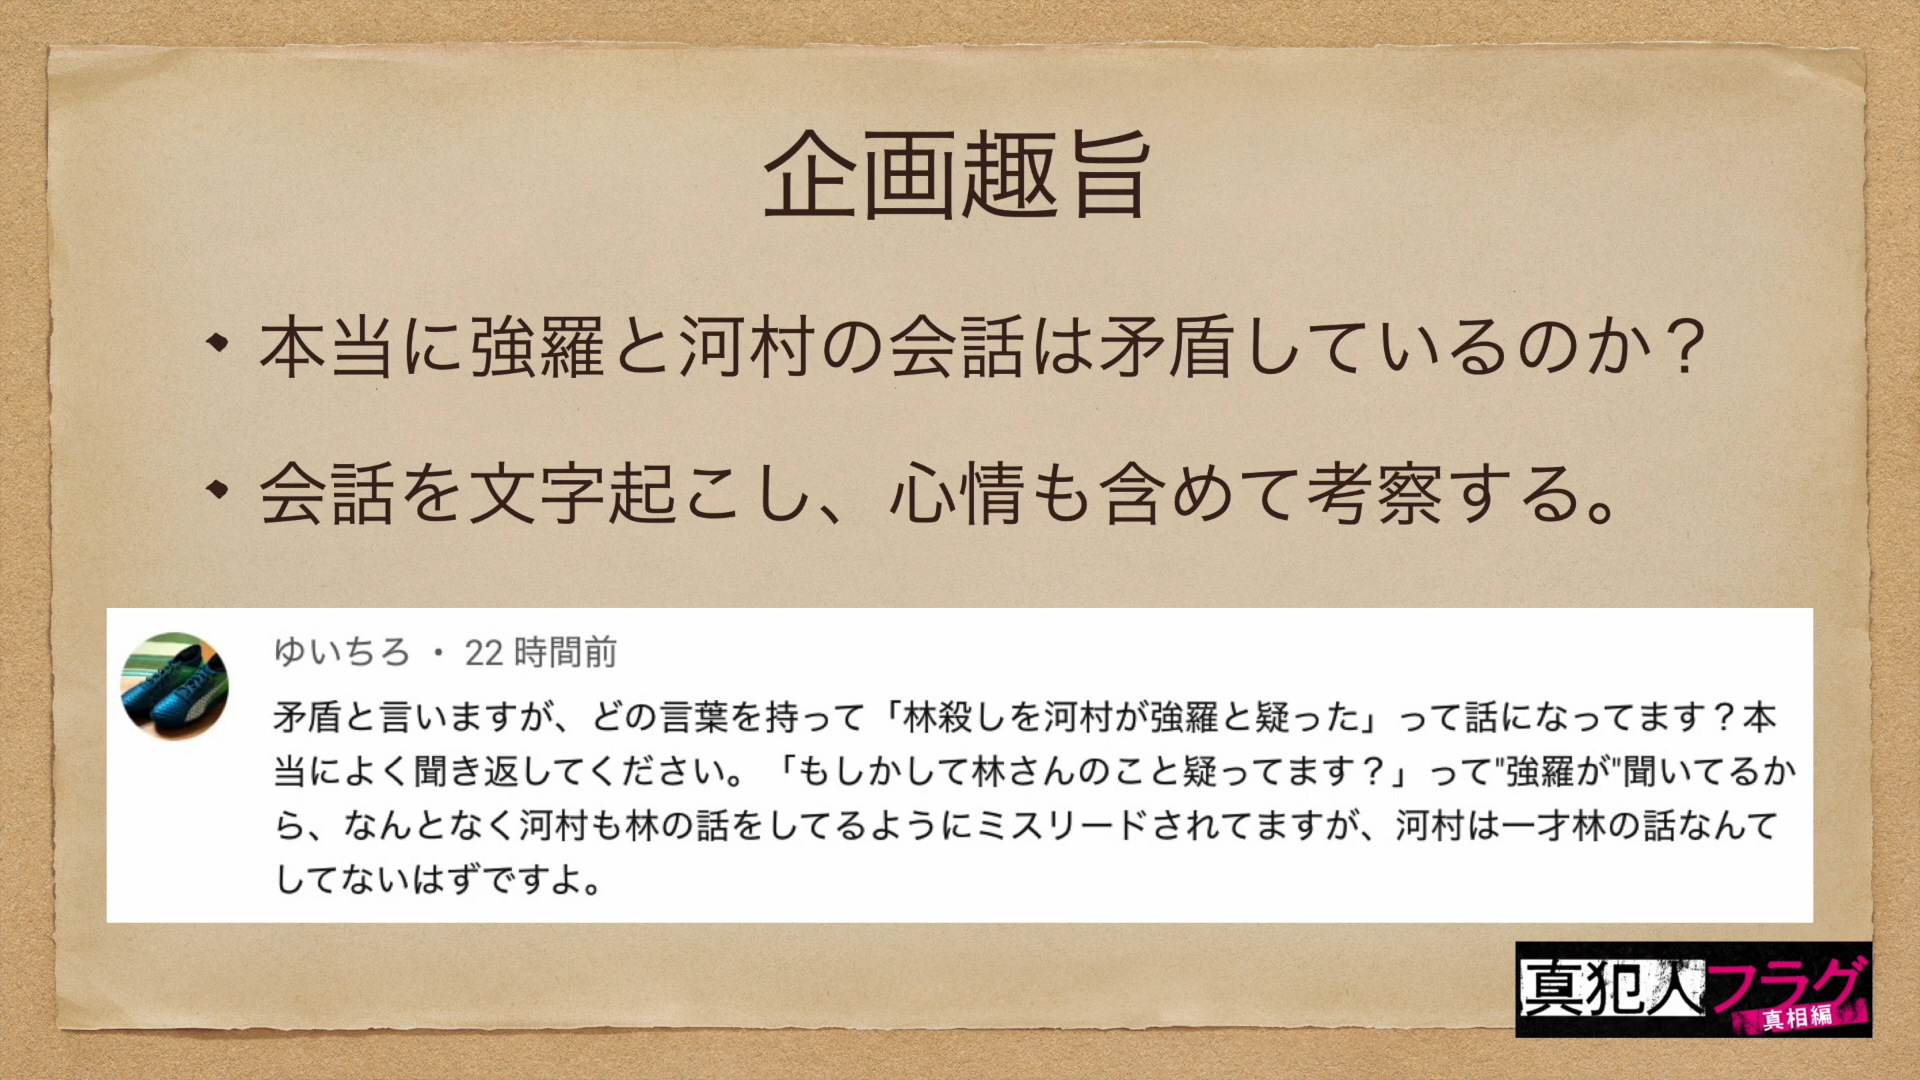 企画趣旨
・本当に強羅と河村の会話は矛盾しているのか？
・会話を文字起こし、心情も含めて考察する。
ゆいちろ ・ 22 時間前
矛盾と言いますが、どの言葉を持って「林殺しを河村が強羅と疑った」って話になってます？本
当によく聞き返してください。「もしかして林さんのこと疑ってます？」って"強羅が"聞いてるか
ら、なんとなく河村も林の話をしてるようにミスリードされてますが、河村は一才林の話なんて
してないはずですよ。
真犯人フラグ
真相編